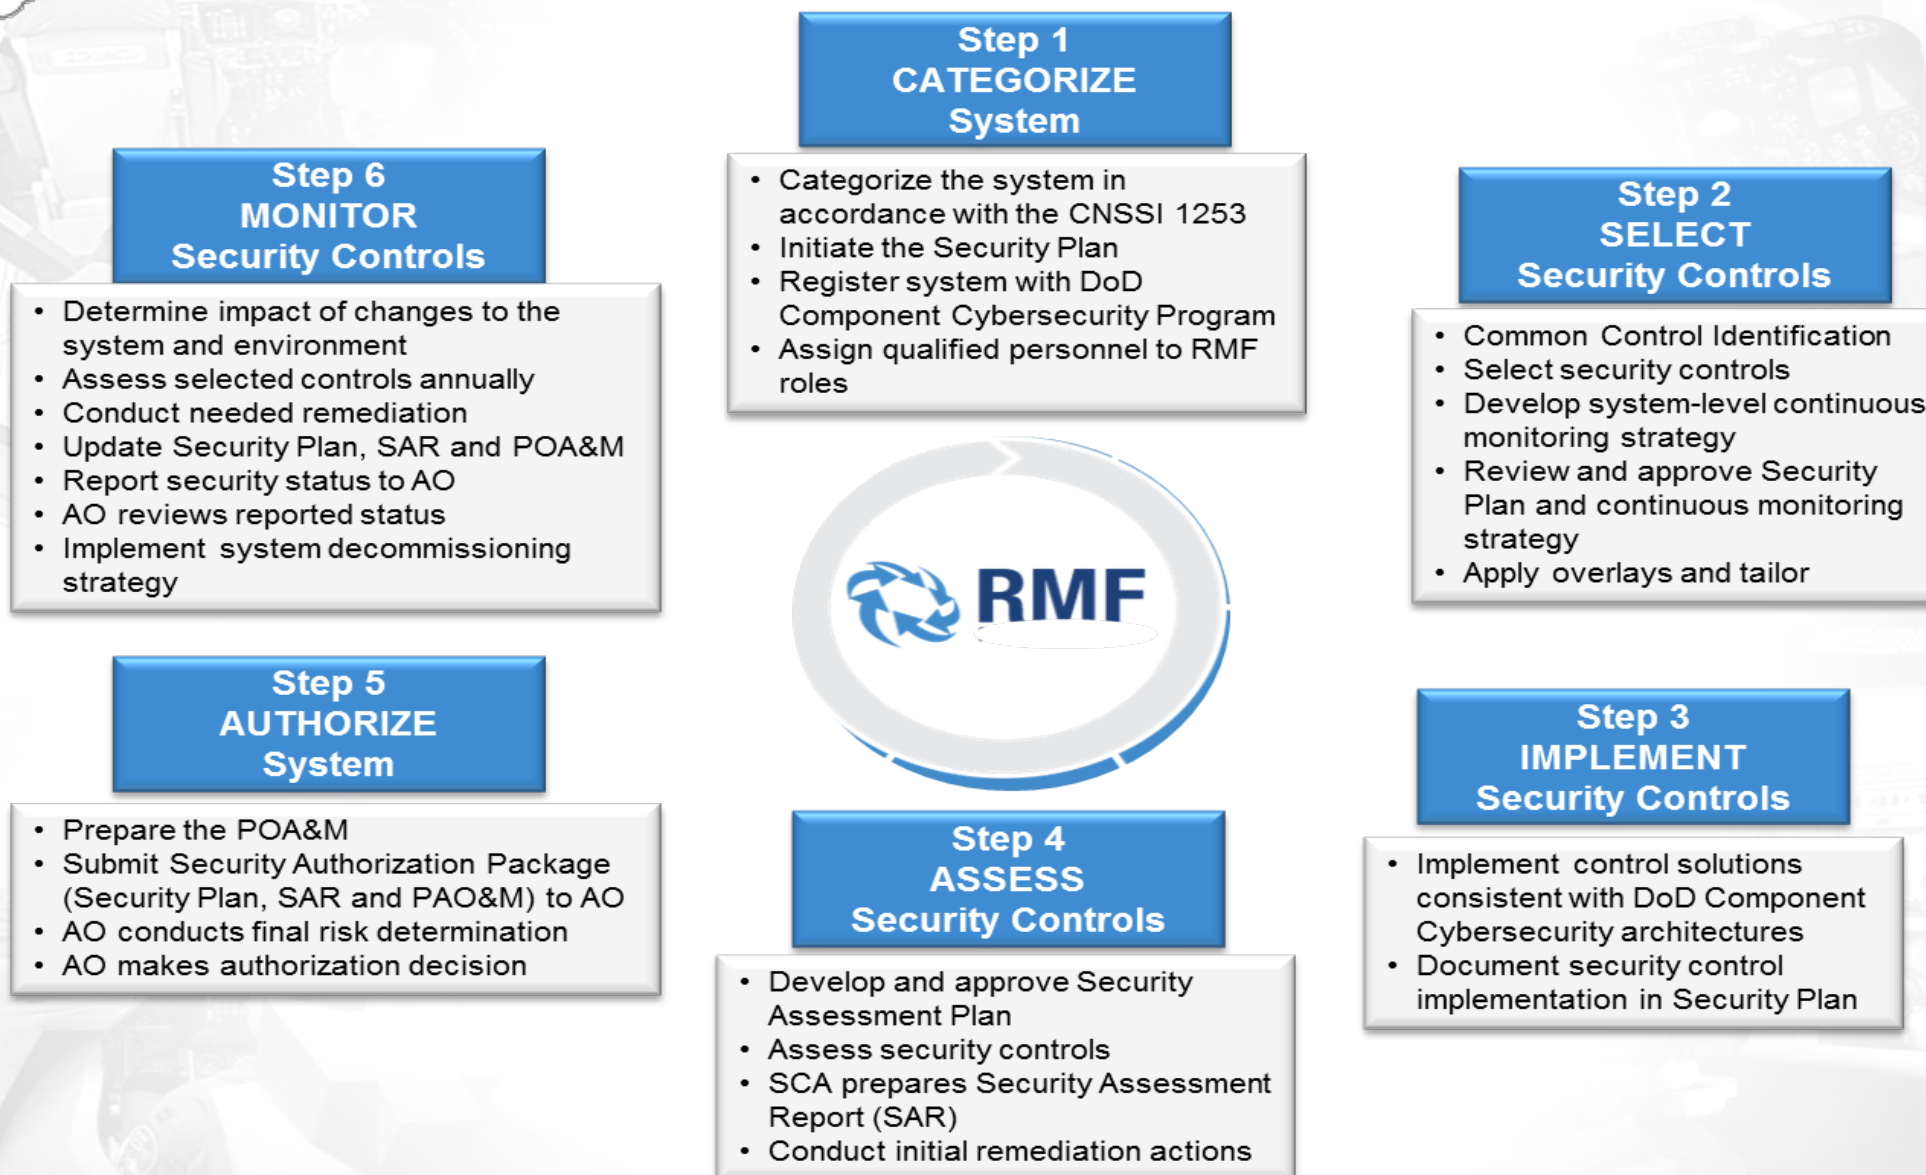 Step 1
CATEGORIZE
System
• Categorize the system in
accordance with the CNSSI 1253
• Initiate the Security Plan
• Register system with DoD
Component Cybersecurity Program
• Assign qualified personnel to RMF
roles
Step 2
SELECT
Security Controls
• Common Control Identification
• Select security controls
• Develop system-level continuous
monitoring strategy
• Review and approve Security
Plan and continuous monitoring
strategy
• Apply overlays and tailor
Step 3
IMPLEMENT
Security Controls
• Implement control solutions
consistent with DoD Component
Cybersecurity architectures
• Document security control
implementation in Security Plan
Step 4
ASSESS
Security Controls
• Develop and approve Security
Assessment Plan
• Assess security controls
• SCA prepares Security Assessment
Report (SAR)
• Conduct initial remediation actions
Step 5
AUTHORIZE
System
• Prepare the POA&M
• Submit Security Authorization Package
(Security Plan, SAR and PAO&M) to AO
• AO conducts final risk determination
• AO makes authorization decision
Step 6
MONITOR
Security Controls
• Determine impact of changes to the
system and environment
• Assess selected controls annually
• Conduct needed remediation
• Update Security Plan, SAR and POA&M
• Report security status to AO
• AO reviews reported status
• Implement system decommissioning
strategy
RMF